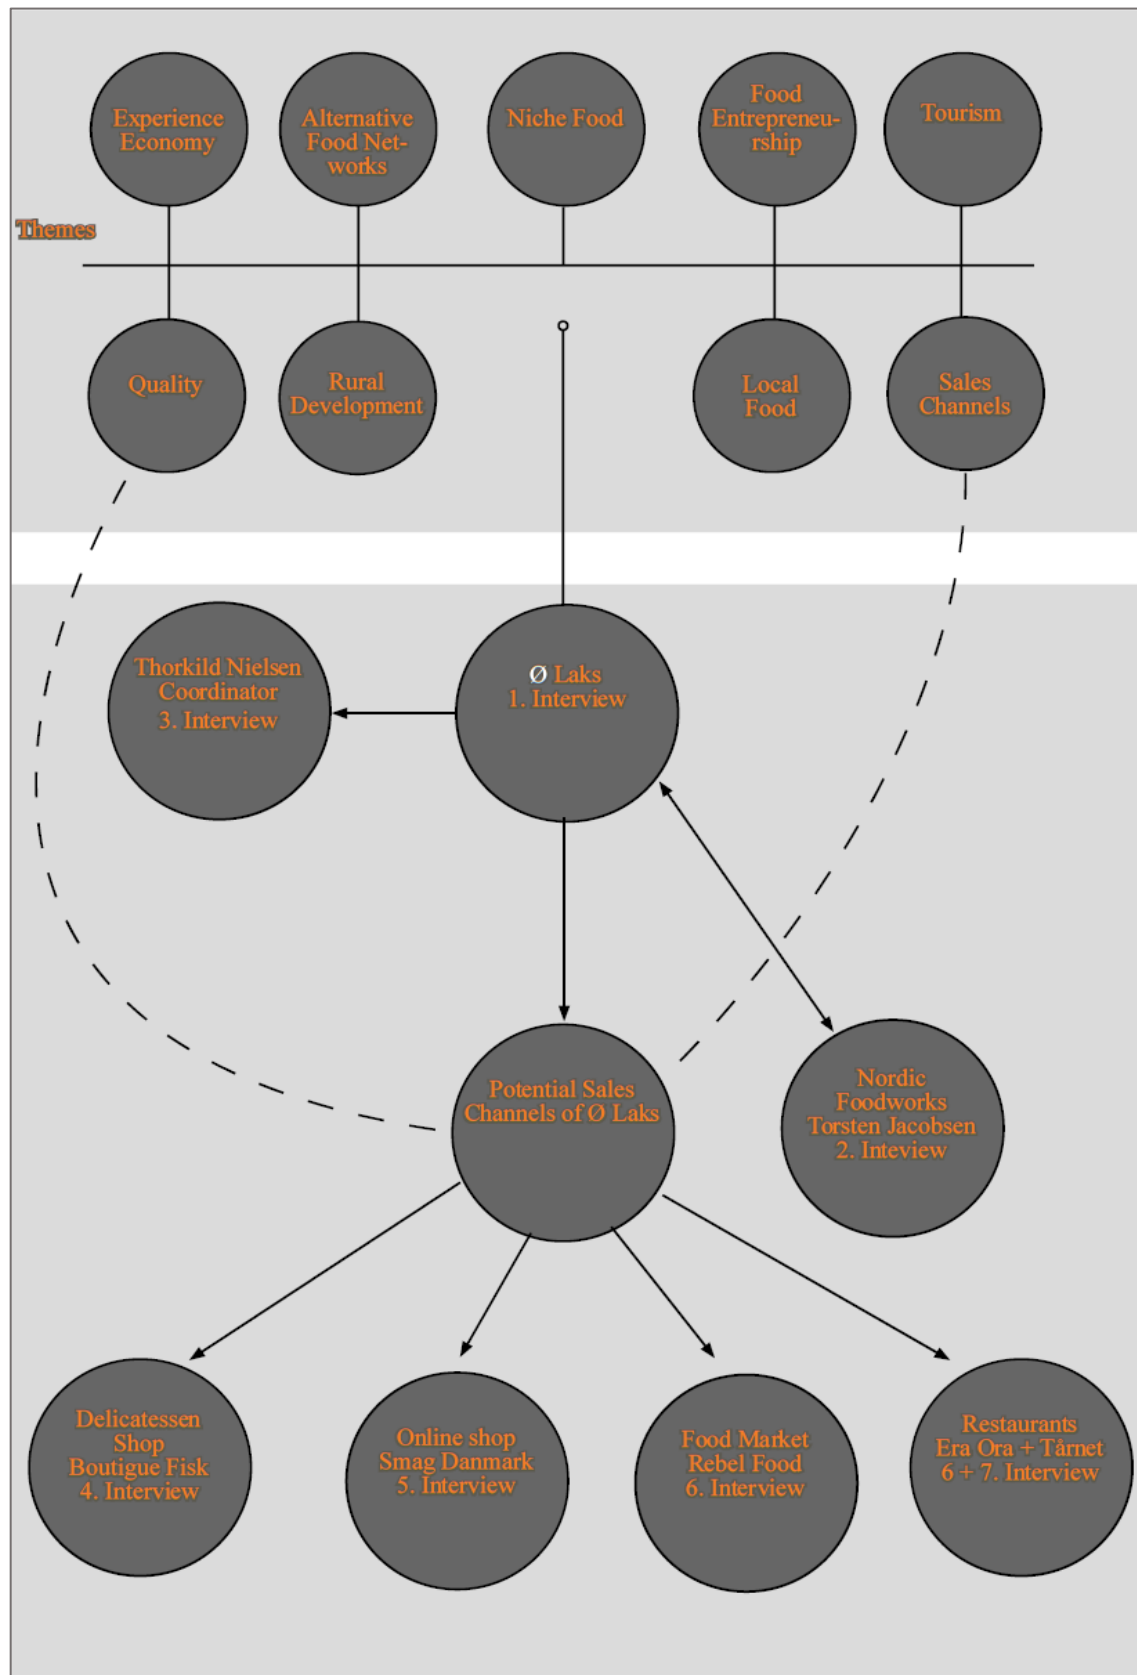 Experience
Economy
Alternative
Food Net-
works
Niche Food
Food
Entrepreneu-
rship
Tourism
Themes
Quality
Rural
Development
Local
Food
Sales
Channels
Thorkild Nielsen
Coordinator
3. Interview
Ø Laks
1. Interview
Potential Sales
Channels of Ø Laks
Nordic
Foodworks
Torsten Jacobsen
2. Inteview
Delicatessen
Shop
Boutigue Fisk
4. Interview
Online shop
Smag Danmark
5. Interview
Food Market
Rebel Food
6. Interview
Restaurants
Era Ora + Tårnet
6 + 7. Interview